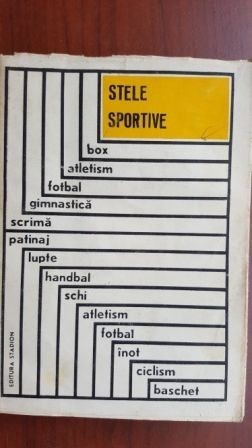 STELE
SPORTIVE
box
atletism
fotbal
gimnastică
scrimă
patinaj
lupte
handbal
schi
atletism
fotbal
înot
ciclism
baschet
EDITURA STADION